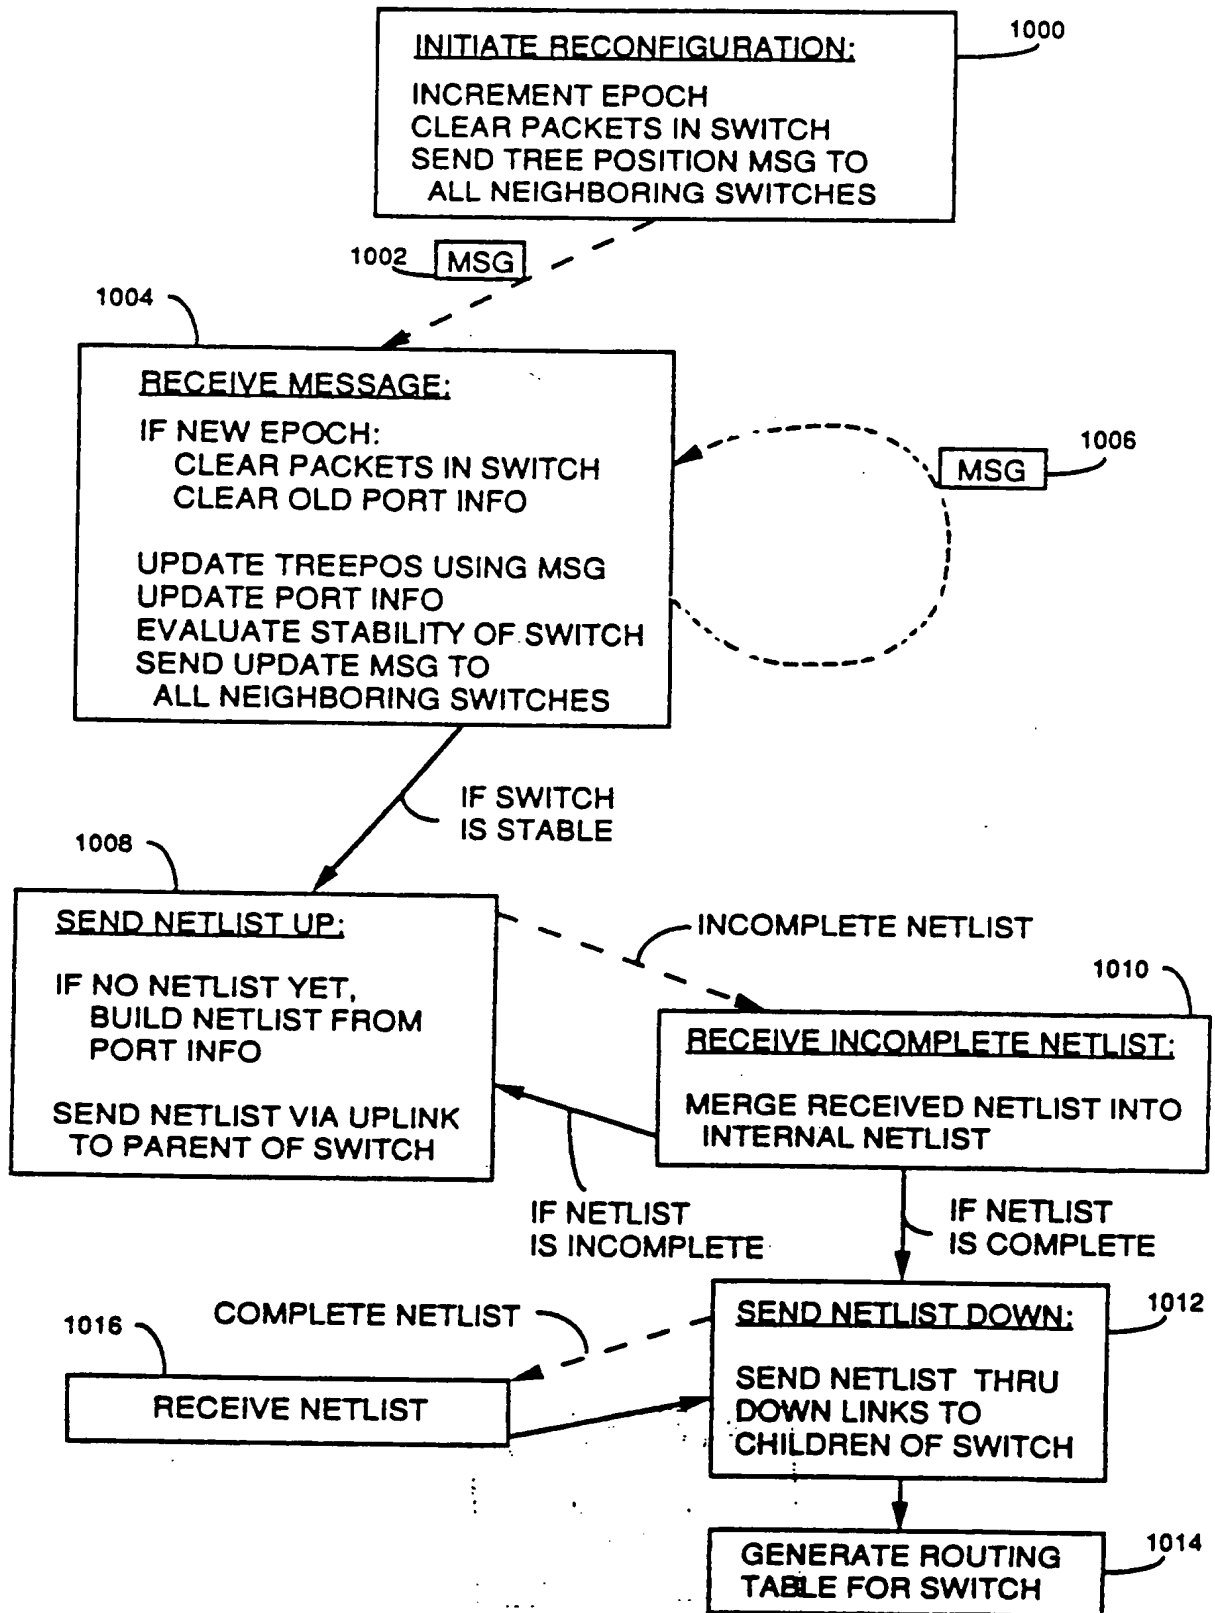 INITIATE RECONFIGURATION:
1000
INCREMENT EPOCH
CLEAR PACKETS IN SWITCH
SEND TREE POSITION MSG TO
ALL NEIGHBORING SWITCHES
1002
MSG
1004
RECEIVE MESSAGE:
IF NEW EPOCH:
CLEAR PACKETS IN SWITCH
CLEAR OLD PORT INFO
MSG
1006
UPDATE TREEPOS USING MSG
UPDATE PORT INFO
EVALUATE STABILITY OF SWITCH
SEND UPDATE MSG TO
ALL NEIGHBORING SWITCHES
IF SWITCH
IS STABLE
1008
SEND NETLIST UP:
IF NO NETLIST YET,
BUILD NETLIST FROM
PORT INFO
SEND NETLIST VIA UPLINK
TO PARENT OF SWITCH
INCOMPLETE NETLIST
1010
RECEIVE INCOMPLETE NETLIST:
MERGE RECEIVED NETLIST INTO
INTERNAL NETLIST
IF NETLIST
IS INCOMPLETE
IF NETLIST
IS COMPLETE
COMPLETE NETLIST
1016
RECEIVE NETLIST
SEND NETLIST DOWN:
1012
SEND NETLIST THRU
DOWN LINKS TO
CHILDREN OF SWITCH
GENERATE ROUTING
TABLE FOR SWITCH
1014